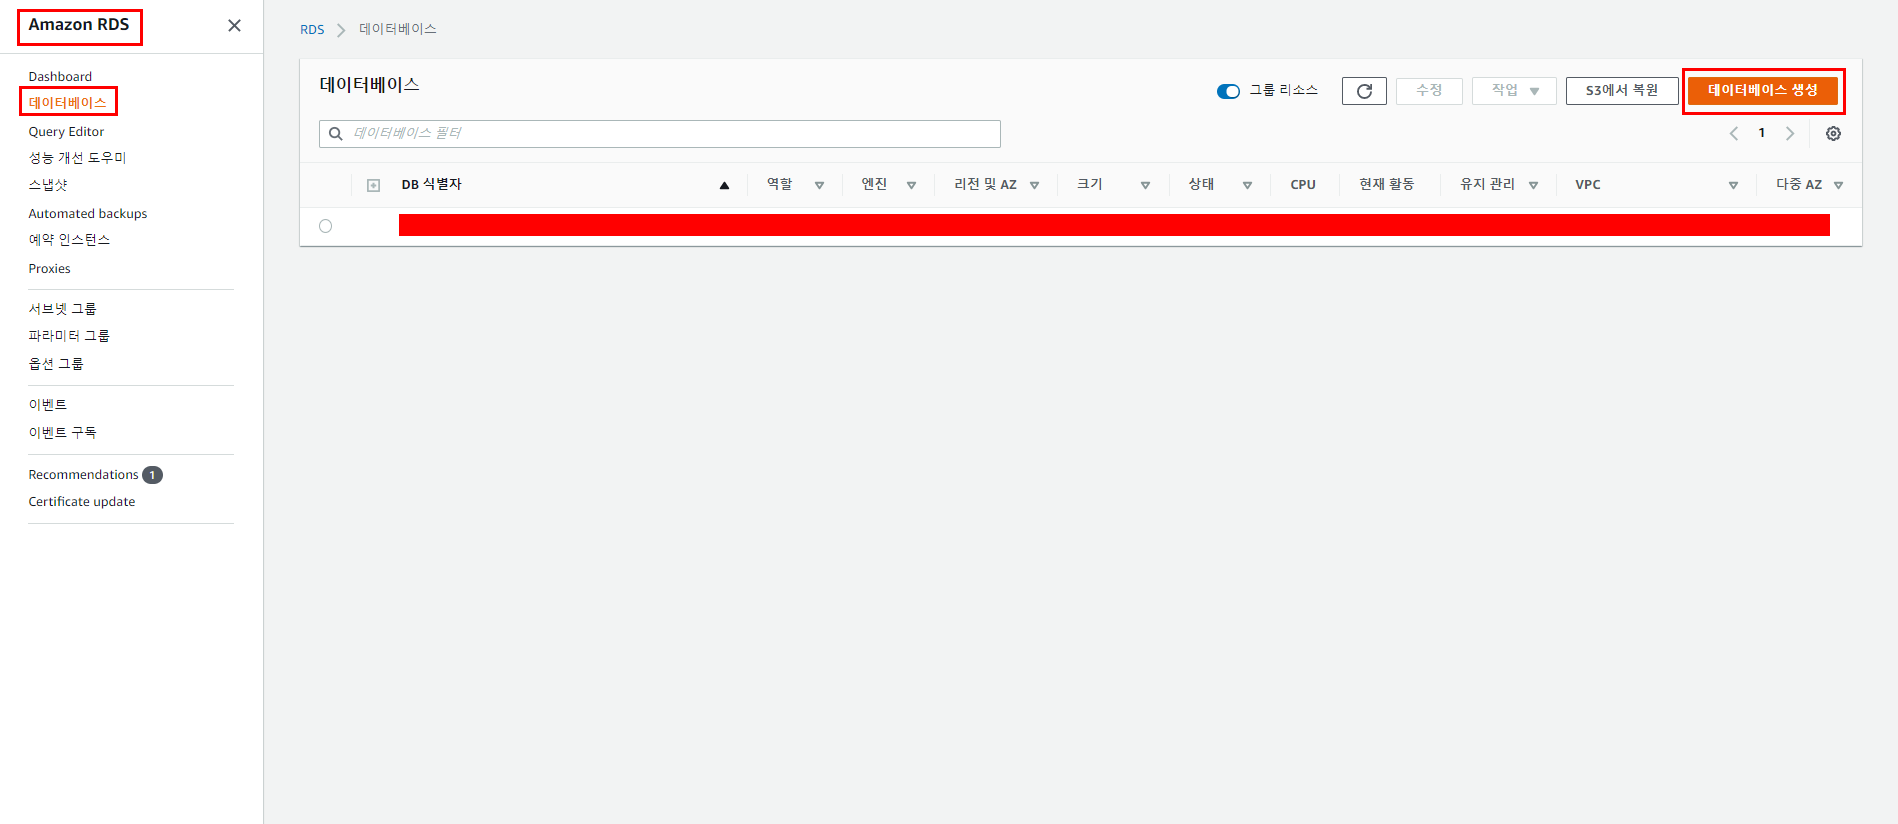 Amazon RDS
Dashboard
데이터베이스
Query Editor
성능 개선 도우미
스냅샷
Automated backups
예약 인스턴스
Proxies
서브넷 그룹
파라미터 그룹
옵션 그룹
이벤트
이벤트 구독
Recommendations 1
Certificate update
RDS 데이터베이스
데이터베이스
그룹 리소스 수정 작업 S3에서 복원 데이터베이스 생성
데이터베이스 필터 1
DB 식별자 역할 엔진 리전 및 AZ 크기 상태 CPU 현재 활동 유지 관리 VPC 다중 AZ